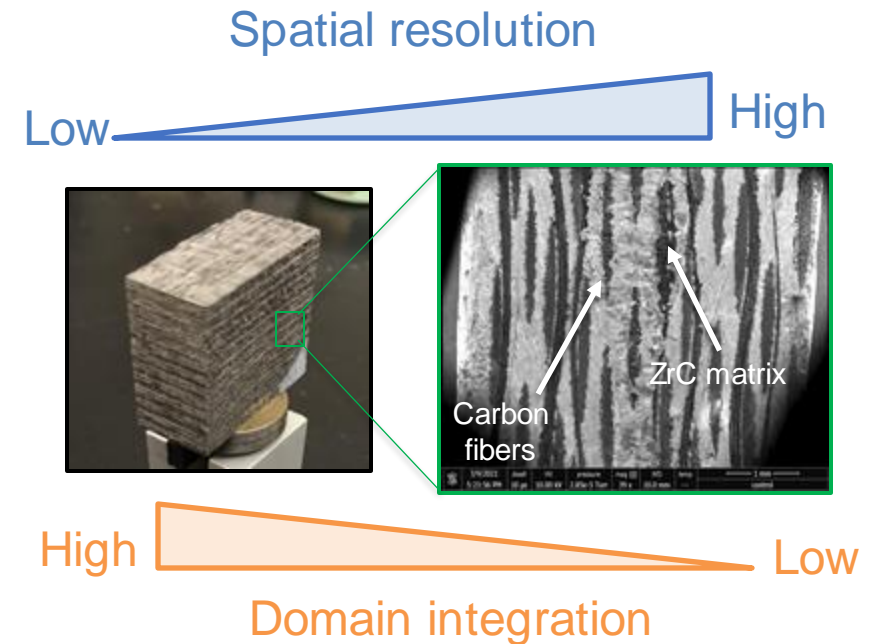 Spatial resolution
Low
High
ZrC matrix
Carbon
fibers
High
Low
Domain integration